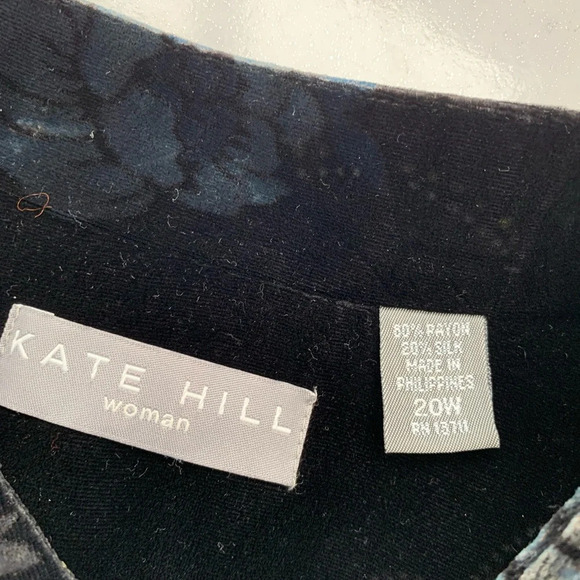 KATE HILL
woman
80% RAYON
20% SILK
MADE IN
PHILIPPINES
20W
RN 13711